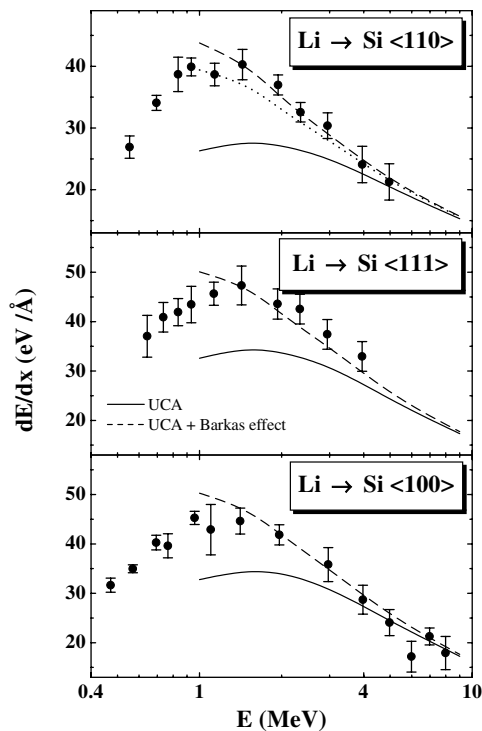 Li → Si <110>
40
30
20
Li → Si <111>
50
40
30
20
dE/dx (eV /Å)
UCA
UCA + Barkas effect
Li → Si <100>
50
40
30
20
0.4
1
2
4
10
E (MeV)